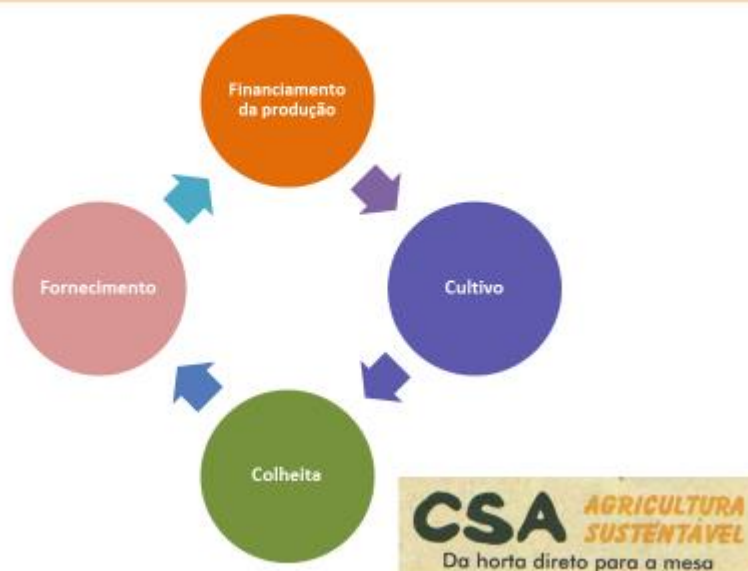 Financiamento
da produção
Cultivo
Colheita
Fornecimento
CSA AGRICULTURA
SUSTENTÁVEL
Da horta direto para a mesa